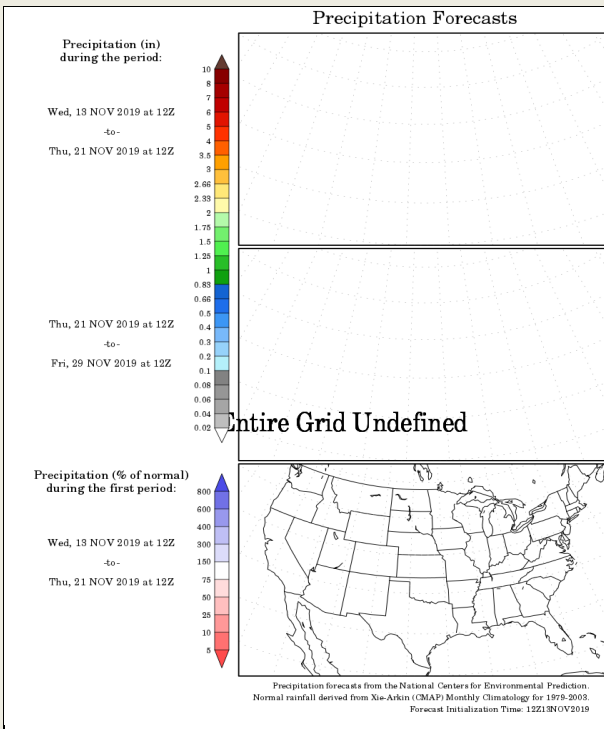 Precipitation Forecasts
Precipitation (in)
during the period:
Wed, 13 NOV 2019 at 12Z
-to-
Thu, 21 NOV 2019 at 12Z
10
8
7
6
5
4
3.5
3
2.66
2.33
2
1.75
1.5
1.25
1
0.83
0.66
0.5
0.4
0.3
0.2
0.1
0.08
0.06
0.04
0.02
Thu, 21 NOV 2019 at 12Z
-to-
Fri, 29 NOV 2019 at 12Z
Entire Grid Undefined
Precipitation (% of normal)
during the first period:
Wed, 13 NOV 2019 at 12Z
-to-
Thu, 21 NOV 2019 at 12Z
800
600
400
300
150
75
50
25
10
5
Precipitation forecasts from the National Centers for Environmental Prediction.
Normal rainfall derived from Xie-Arkin (CMAP) Monthly Climatology for 1979-2003.
Forecast Initialization Time: 12Z13NOV2019